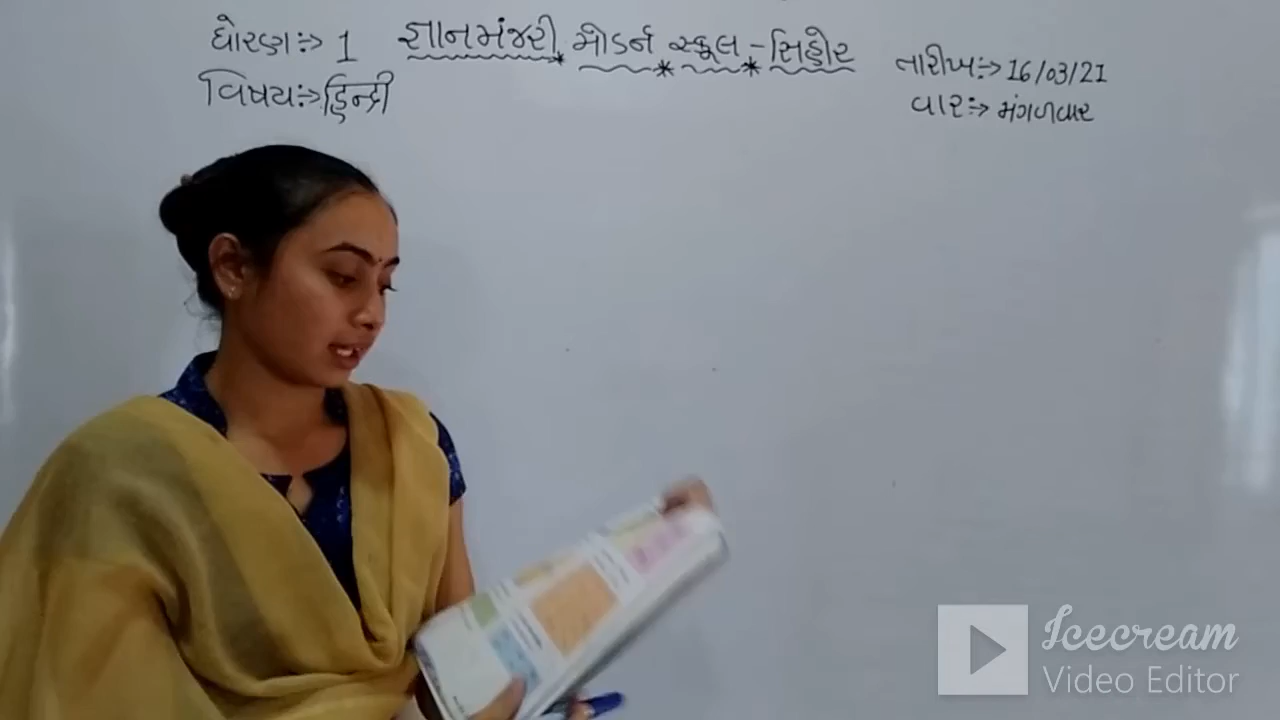 ધોરણ:-> 1 જ્ઞાનમંજરી મોડર્ન સ્કૂલ - સિહોર
વિષય:-> हिन्दी
તારીખ:-> 16/03/21
વાર:-> મંગળવાર
Icecream
Video Editor